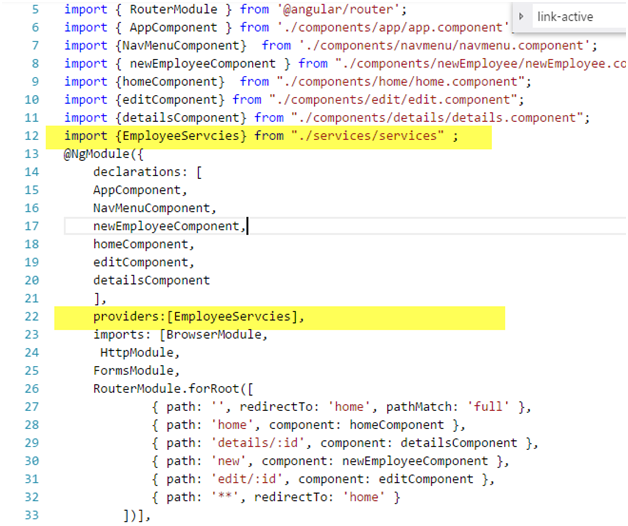 5 import { RouterModule } from '@angular/router';
6 import { AppComponent } from './components/app/app.component'
link-active
7 import {NavMenuComponent}  from './components/navmenu/navmenu.component';
8 import { newEmployeeComponent } from "./components/newEmployee/newEmployee.co
9 import {homeComponent}  from "./components/home/home.component";
10 import {editComponent} from "./components/edit/edit.component";
11 import {detailsComponent} from "./components/details/details.component";
12 import {EmployeeServcies} from "./services/services" ;
13 @NgModule({
14     declarations: [
15     AppComponent,
16     NavMenuComponent,
17     newEmployeeComponent,
18     homeComponent,
19     editComponent,
20     detailsComponent
21     ],
22     providers:[EmployeeServcies],
23     imports: [BrowserModule,
24      HttpModule,
25     FormsModule,
26     RouterModule.forRoot([
27             { path: '', redirectTo: 'home', pathMatch: 'full' },
28             { path: 'home', component: homeComponent },
29             { path: 'details/:id', component: detailsComponent },
30             { path: 'new', component: newEmployeeComponent },
31             { path: 'edit/:id', component: editComponent },
32             { path: '**', redirectTo: 'home' }
33         ])],